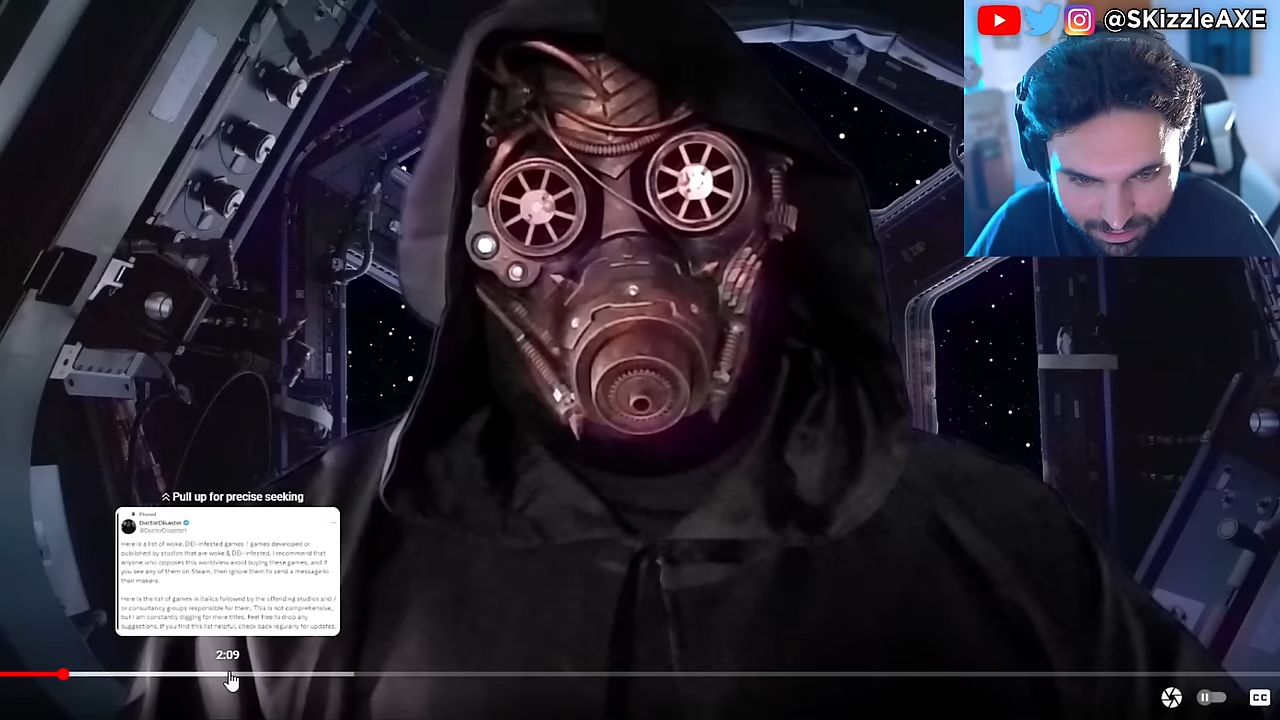 @SKizzleAXE
Pull up for precise seeking
Pinned
DoctorDisaster
@DoctorDisaster1
Here is a list of woke, DEI-infested games / games developed or
published by studios that are woke & DEI-infested. I recommend that
anyone who opposes this worldview avoid buying these games, and if
you see any of them on Steam, then ignore them to send a message to
their makers.
Here is the list of games in italics followed by the offending studios and /
or consultancy groups responsible for them. This is not comprehensive,
but I am constantly digging for more titles. Feel free to drop any
suggestions. If you find this list helpful, check back regularly for updates.
2:09
CC